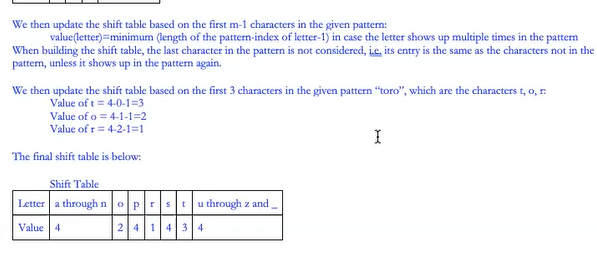 We then update the shift table based on the first m-1 characters in the given pattern:
value(letter)=minimum (length of the pattern-index of letter-1) in case the letter shows up multiple times in the pattern
When building the shift table, the last character in the pattern is not considered, i.e. its entry is the same as the characters not in the
pattern, unless it shows up in the pattern again.
We then update the shift table based on the first 3 characters in the given pattern “toro”, which are the characters t, o, r:
Value of t = 4-0-1=3
Value of o = 4-1-1=2
Value of r = 4-2-1=1
The final shift table is below:
Shift Table
Letter a through n o p r s t u through z and _
Value 4 2 4 1 4 3 4